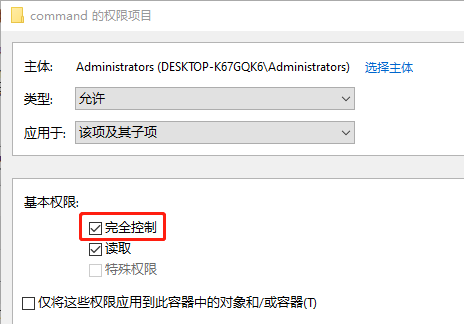 command 的权限项目
主体: Administrators (DESKTOP-K67GQK6\Administrators) 选择主体
类型: 允许
应用于: 该项及其子项
基本权限:
完全控制
读取
特殊权限
仅将这些权限应用到此容器中的对象和/或容器(T)